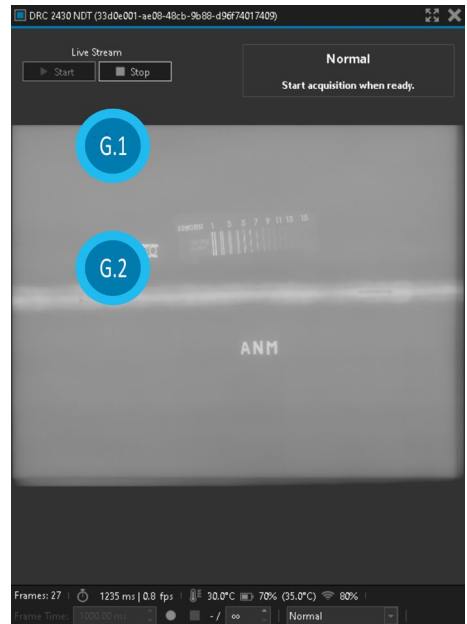 DRC 2430 NDT (33d0e001-ae08-48cb-9b88-d96f74017409)
Live Stream
Start
Stop
Normal
Start acquisition when ready.
G.1
1 3 5 7 9 11 13 15
G.2
ANM
Frames: 27 | 1235 ms | 0.8 fps | 30.0°C 70% (35.0°C) 80% |
Frame Time: 1000.00 ms - / ∞ Normal